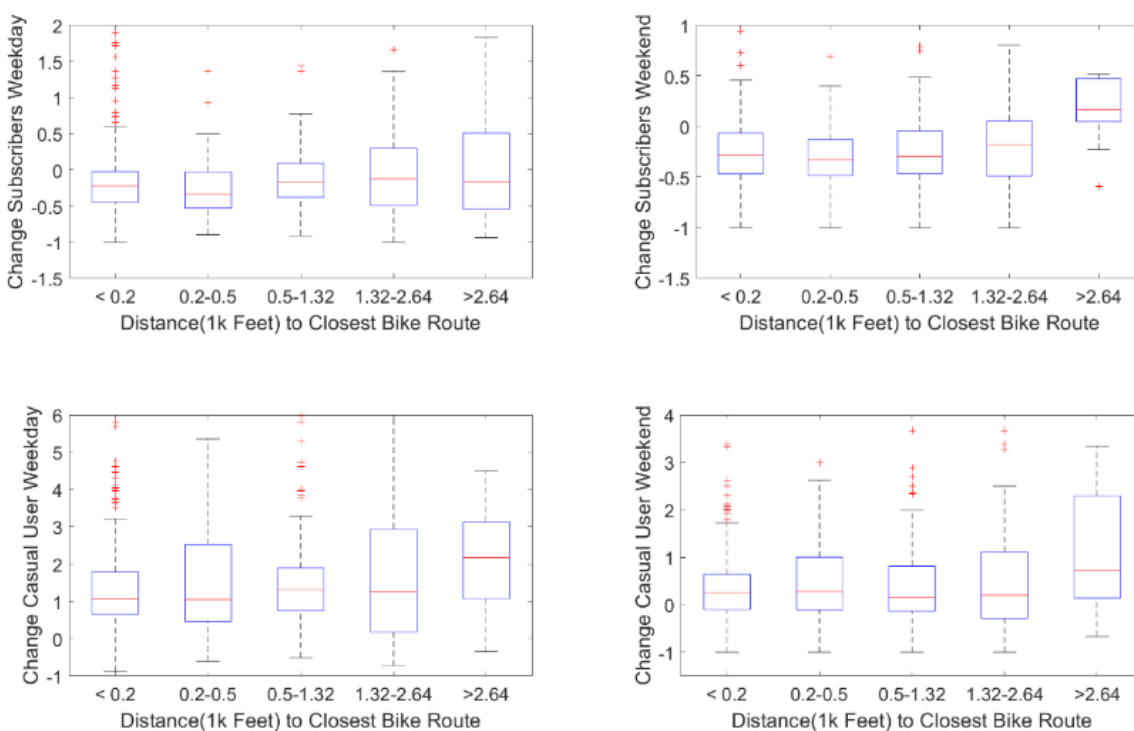 Change Subscribers Weekday
2
1.5
1
0.5
0
-0.5
-1
-1.5
< 0.2 0.2-0.5 0.5-1.32 1.32-2.64 >2.64
Distance(1k Feet) to Closest Bike Route
Change Subscribers Weekend
1
0.5
0
-0.5
-1
-1.5
< 0.2 0.2-0.5 0.5-1.32 1.32-2.64 >2.64
Distance(1k Feet) to Closest Bike Route
Change Casual User Weekday
6
5
4
3
2
1
0
-1
< 0.2 0.2-0.5 0.5-1.32 1.32-2.64 >2.64
Distance(1k Feet) to Closest Bike Route
Change Casual User Weekend
4
3
2
1
0
-1
< 0.2 0.2-0.5 0.5-1.32 1.32-2.64 >2.64
Distance(1k Feet) to Closest Bike Route